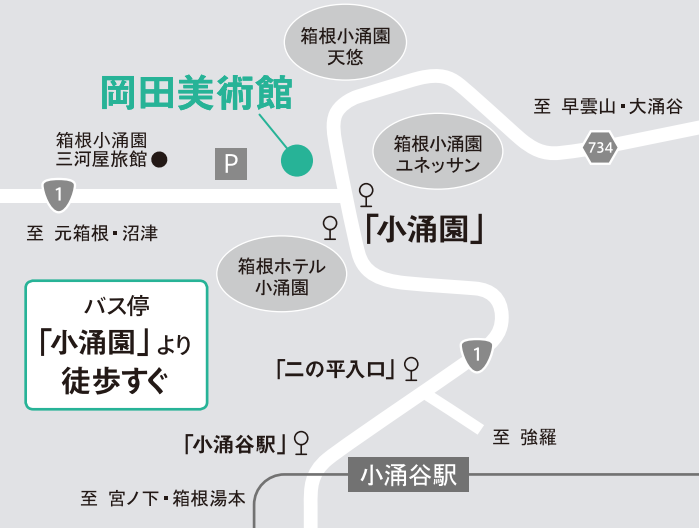 箱根小涌園
天悠
岡田美術館
至 早雲山・大涌谷
箱根小涌園
三河屋旅館
P
箱根小涌園
ユネッサン
734
1
「小涌園」
至 元箱根・沼津
箱根ホテル
小涌園
バス停
「小涌園」より
徒歩すぐ
1
「二の平入口」
至 強羅
「小涌谷駅」
小涌谷駅
至 宮ノ下・箱根湯本